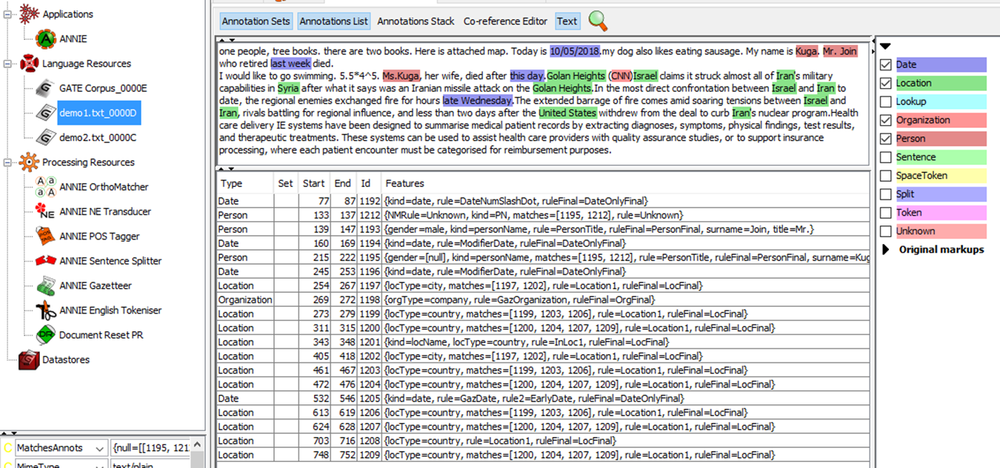 Applications
ANNIE
Language Resources
GATE Corpus_0000E
demo1.txt_0000D
demo2.txt_0000C
Processing Resources
ANNIE OrthoMatcher
ANNIE NE Transducer
ANNIE POS Tagger
ANNIE Sentence Splitter
ANNIE Gazetteer
ANNIE English Tokeniser
Document Reset PR
Datastores
C MatchesAnnots {null=[[1195, 121
C MimeType text/plain
Annotation Sets Annotations List Annotations Stack Co-reference Editor Text
one people, tree books. there are two books. Here is attached map. Today is 10/05/2018.my dog also likes eating sausage. My name is Kuga. Mr. Join
who retired last week died.
I would like to go swimming. 5.5*4^5. Ms.Kuga, her wife, died after this day.Golan Heights (CNN)Israel claims it struck almost all of Iran's military
capabilities in Syria after what it says was an Iranian missile attack on the Golan Heights.In the most direct confrontation between Israel and Iran to
date, the regional enemies exchanged fire for hours late Wednesday.The extended barrage of fire comes amid soaring tensions between Israel and
Iran, rivals battling for regional influence, and less than two days after the United States withdrew from the deal to curb Iran's nuclear program.Health
care delivery IE systems have been designed to summarise medical patient records by extracting diagnoses, symptoms, physical findings, test results,
and therapeutic treatments. These systems can be used to assist health care providers with quality assurance studies, or to support insurance
processing, where each patient encounter must be categorised for reimbursement purposes.
Type Set Start End Id Features
Date 77 87 1192 {kind=date, rule=DateNumSlashDot, ruleFinal=DateOnlyFinal}
Person 133 137 1212 {NMRule=Unknown, kind=PN, matches=[1195, 1212], rule=Unknown}
Person 139 147 1193 {gender=male, kind=personName, rule=PersonTitle, ruleFinal=PersonFinal, surname=Join, title=Mr.}
Date 160 169 1194 {kind=date, rule=ModifierDate, ruleFinal=DateOnlyFinal}
Person 215 222 1195 {gender=[null], kind=personName, matches=[1195, 1212], rule=PersonTitle, ruleFinal=PersonFinal, surname=Kug
Date 245 253 1196 {kind=date, rule=ModifierDate, ruleFinal=DateOnlyFinal}
Location 254 267 1197 {locType=city, matches=[1197, 1202], rule=Location1, ruleFinal=LocFinal}
Organization 269 272 1198 {orgType=company, rule=GazOrganization, ruleFinal=OrgFinal}
Location 273 279 1199 {locType=country, matches=[1199, 1203, 1206], rule=Location1, ruleFinal=LocFinal}
Location 311 315 1200 {locType=country, matches=[1200, 1204, 1207, 1209], rule=Location1, ruleFinal=LocFinal}
Location 343 348 1201 {kind=locName, locType=country, rule=InLoc1, ruleFinal=LocFinal}
Location 405 418 1202 {locType=city, matches=[1197, 1202], rule=Location1, ruleFinal=LocFinal}
Location 461 467 1203 {locType=country, matches=[1199, 1203, 1206], rule=Location1, ruleFinal=LocFinal}
Location 472 476 1204 {locType=country, matches=[1200, 1204, 1207, 1209], rule=Location1, ruleFinal=LocFinal}
Date 532 546 1205 {kind=date, rule=GazDate, rule2=EarlyDate, ruleFinal=DateOnlyFinal}
Location 613 619 1206 {locType=country, matches=[1199, 1203, 1206], rule=Location1, ruleFinal=LocFinal}
Location 624 628 1207 {locType=country, matches=[1200, 1204, 1207, 1209], rule=Location1, ruleFinal=LocFinal}
Location 703 716 1208 {locType=country, rule=Location1, ruleFinal=LocFinal}
Location 748 752 1209 {locType=country, matches=[1200, 1204, 1207, 1209], rule=Location1, ruleFinal=LocFinal}
Date
Location
Lookup
Organization
Person
Sentence
SpaceToken
Split
Token
Unknown
Original markups